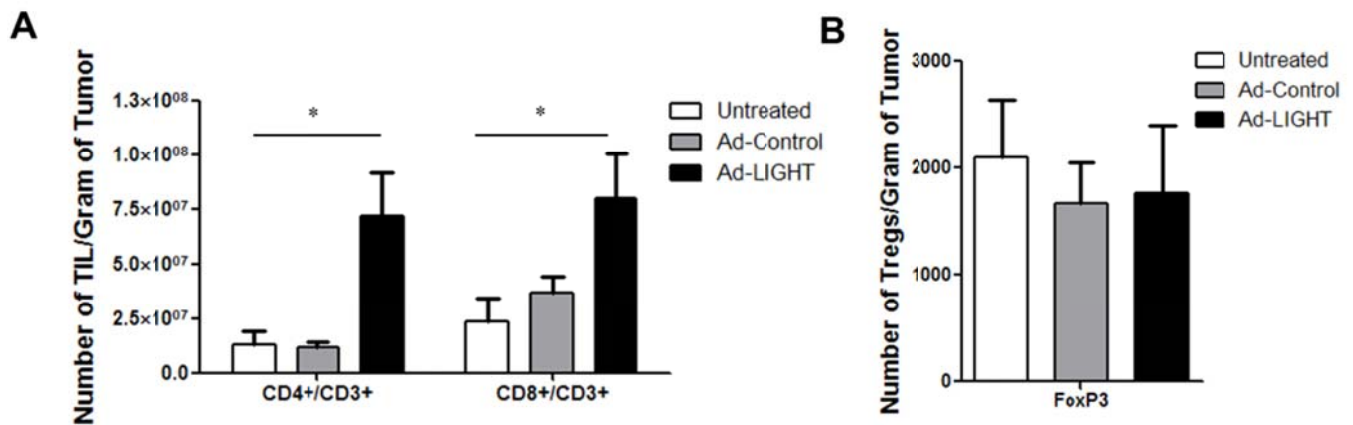 A
Number of TIL/Gram of Tumor
1.3×10⁰⁸
1.0×10⁰⁸
7.5×10⁰⁷
5.0×10⁰⁷
2.5×10⁰⁷
0.0
*
*
CD4+/CD3+
CD8+/CD3+
Untreated
Ad-Control
Ad-LIGHT
B
Number of Tregs/Gram of Tumor
3000
2000
1000
0
FoxP3
Untreated
Ad-Control
Ad-LIGHT